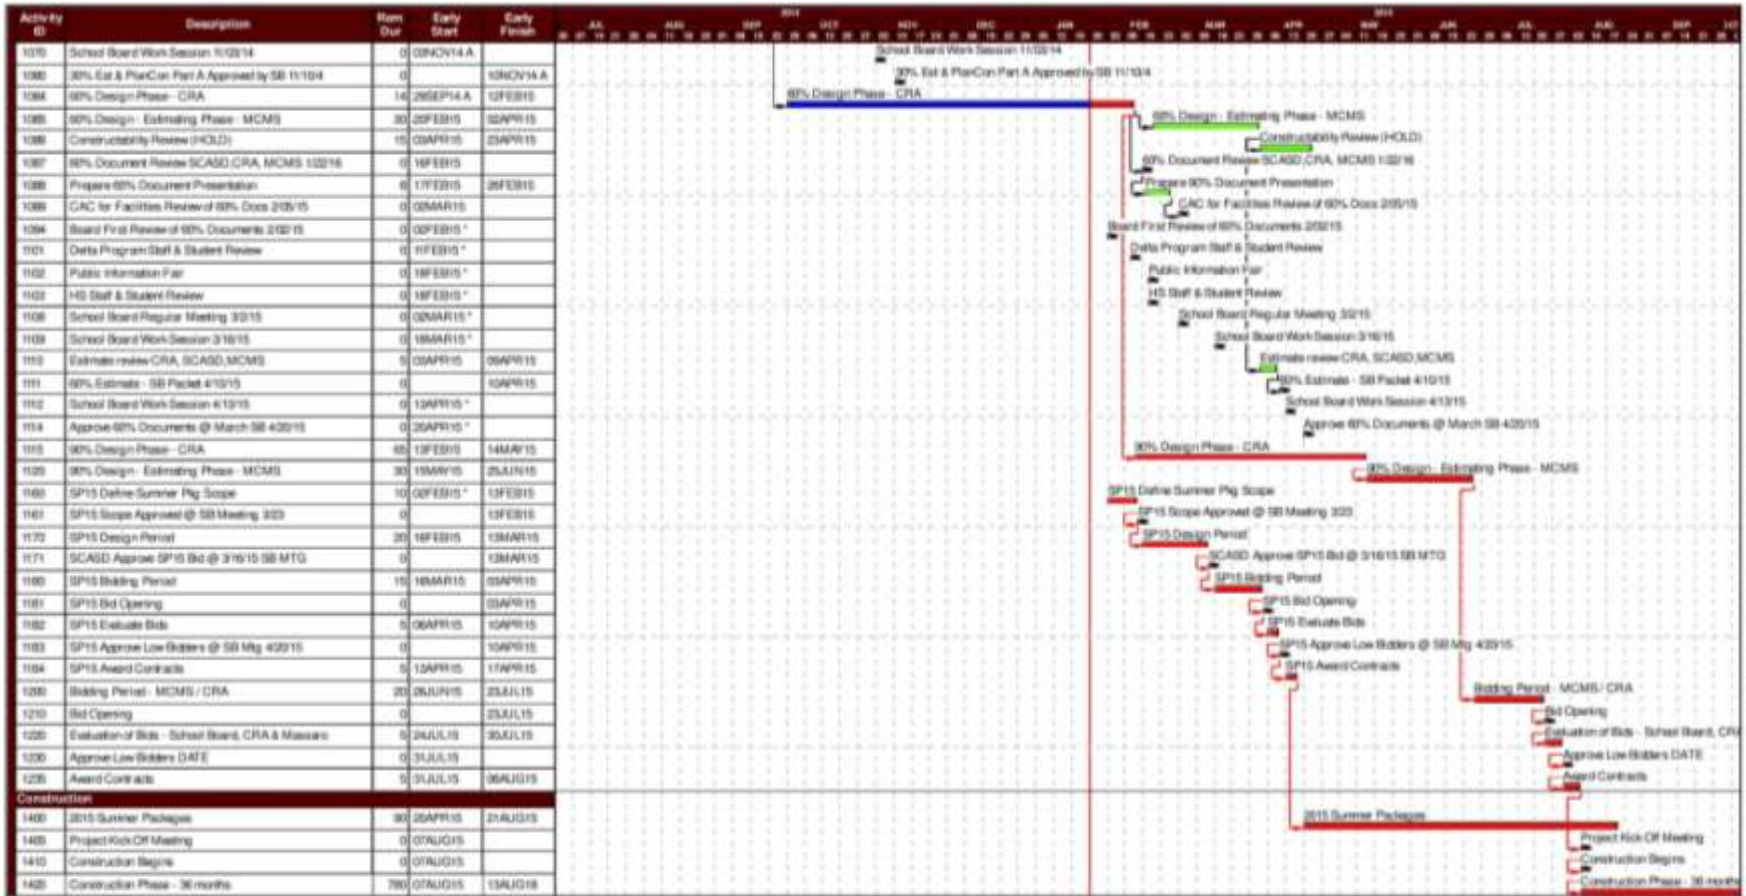 Activity ID Description Rem Dur Early Start Early Finish
JUL AUG SEP OCT NOV DEC JAN FEB MAR APR MAY JUN JUL AUG SEP
1070 School Board Work Session 11/03/14 0 03NOV14 A
1080 30% Est & PlanCon Part A Approved by SB 11/10/4 0 10NOV14 A
1084 60% Design Phase - CRA 14 29SEP14 A 12FEB15
1085 60% Design - Estimating Phase - MCMS 30 20FEB15 02APR15
1086 Constructability Review (HOLD) 15 03APR15 23APR15
1087 60% Document Review SCASD,CRA, MCMS 1/22/16 0 16FEB15
1088 Prepare 60% Document Presentation 17FEB15
1089 CAC for Facilities Review of 60% Docs 2/05/15 0 02MAR15
1094 Board First Review of 60% Documents 2/02/15 0 02FEB15 *
1101 Delta Program Staff & Student Review 0 11FEB15 *
1102 Public Information Fair 0 18FEB15 *
1103 HS Staff & Student Review 0 18FEB15 *
1108 School Board Regular Meeting 3/2/15 0 02MAR15 *
1109 School Board Work Session 3/16/15 0 16MAR15 *
1110 Estimate review CRA, SCASD,MCMS 5 03APR15 09APR15
1111 60% Estimate - SB Packet 4/10/15 0 10APR15
1112 School Board Work Session 4/13/15 0 13APR15 *
1114 Approve 60% Documents @ March SB 4/20/15 0 20APR15 *
1115 90% Design Phase - CRA 65 13FEB15 14MAY15
1120 90% Design - Estimating Phase - MCMS 30 15MAY15 25JUN15
1160 SP15 Define Summer Pkg Scope 10 02FEB15 * 13FEB15
1161 SP15 Scope Approved @ SB Meeting 3/23 0 13FEB15
1170 SP15 Design Period 20 16FEB15 13MAR15
1171 SCASD Approve SP15 Bid @ 3/16/15 SB MTG 0 13MAR15
1180 SP15 Bidding Period 15 16MAR15 03APR15
1181 SP15 Bid Opening 0 03APR15
1182 SP15 Evaluate Bids 5 06APR15 10APR15
1183 SP15 Approve Low Bidders @ SB Mtg 4/20/15 0 10APR15
1184 SP15 Award Contracts 5 13APR15 17APR15
1200 Bidding Period - MCMS / CRA 20 26JUN15 23JUL15
1210 Bid Opening 0 23JUL15
1220 Evaluation of Bids - School Board, CRA & Massaro 5 24JUL15 30JUL15
1230 Approve Low Bidders DATE 0 31JUL15
1235 Award Contracts 5 31JUL15 06AUG15
Construction
1400 2015 Summer Packages 90 20APR15 21AUG15
1405 Project Kick Off Meeting 0 07AUG15
1410 Construction Begins 0 07AUG15
1420 Construction Phase - 36 months 780 07AUG15 13AUG18
School Board Work Session 11/03/14
30% Est & PlanCon Part A Approved by SB 11/10/4
60% Design Phase - CRA
60% Design - Estimating Phase - MCMS
Constructability Review (HOLD)
60% Document Review SCASD,CRA, MCMS 1/22/16
Prepare 60% Document Presentation
CAC for Facilities Review of 60% Docs 2/05/15
Board First Review of 60% Documents 2/02/15
Delta Program Staff & Student Review
Public Information Fair
HS Staff & Student Review
School Board Regular Meeting 3/2/15
School Board Work Session 3/16/15
Estimate review CRA, SCASD,MCMS
60% Estimate - SB Packet 4/10/15
School Board Work Session 4/13/15
Approve 60% Documents @ March SB 4/20/15
90% Design Phase - CRA
90% Design - Estimating Phase - MCMS
SP15 Define Summer Pkg Scope
SP15 Scope Approved @ SB Meeting 3/23
SP15 Design Period
SCASD Approve SP15 Bid @ 3/16/15 SB MTG
SP15 Bidding Period
SP15 Bid Opening
SP15 Evaluate Bids
SP15 Approve Low Bidders @ SB Mtg 4/20/15
SP15 Award Contracts
Bidding Period - MCMS / CRA
Bid Opening
Evaluation of Bids - School Board, CRA
Approve Low Bidders DATE
Award Contracts
2015 Summer Packages
Project Kick Off Meeting
Construction Begins
Construction Phase - 36 months